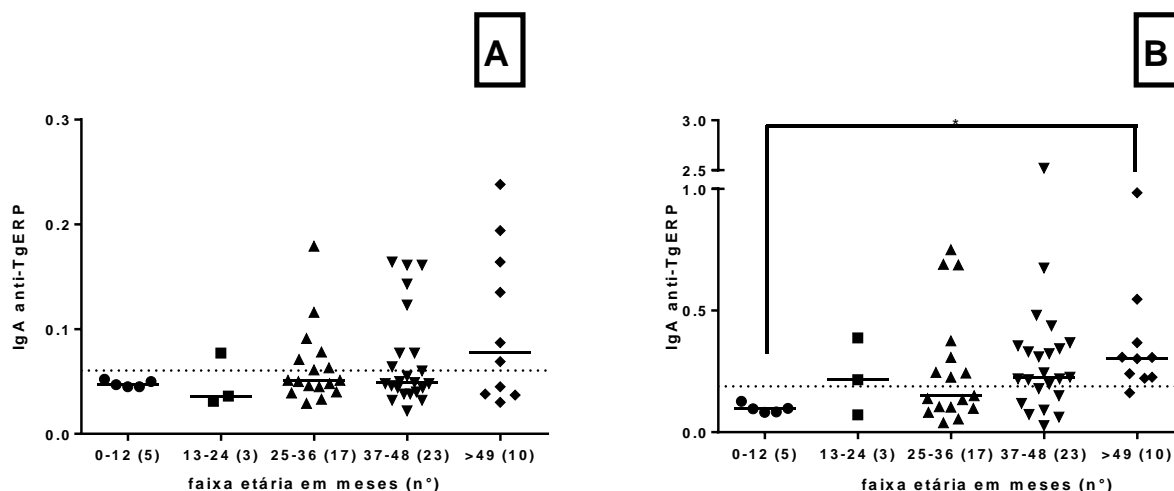 A
0.3
0.2
0.1
0.0
IgA anti-TgERP
0-12 (5) 13-24 (3) 25-36 (17) 37-48 (23) >49 (10)
faixa etária em meses (n°)
B
3.0
2.5
1.0
0.5
0.0
*
IgA anti-TgERP
0-12 (5) 13-24 (3) 25-36 (17) 37-48 (23) >49 (10)
faixa etária em meses (n°)